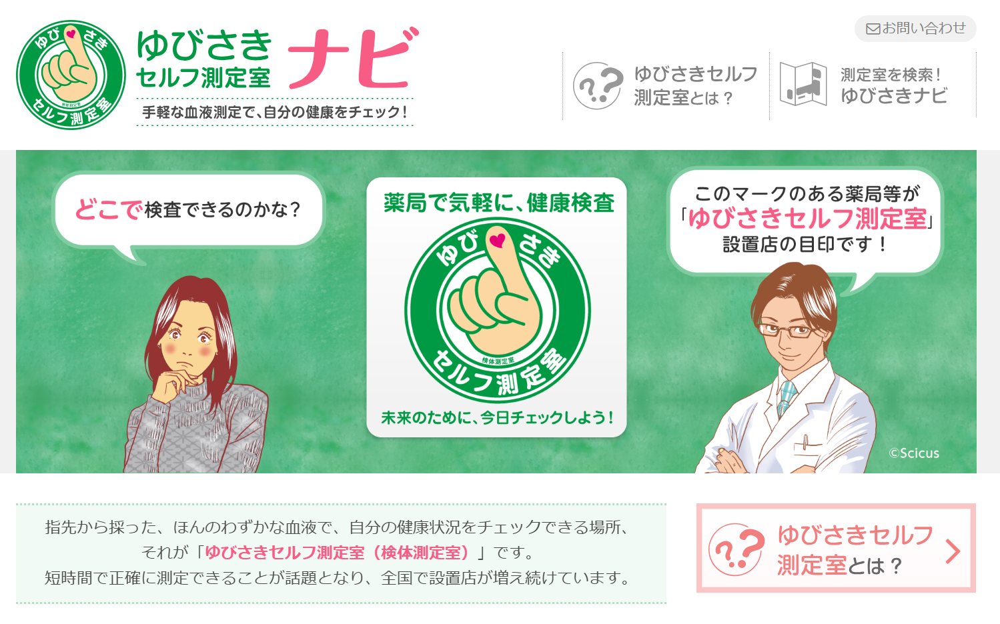 ゆびさき
セルフ測定室
検体測定室
ゆびさき
セルフ測定室
ナビ
手軽な血液測定で、自分の健康をチェック!
お問い合わせ
ゆびさきセルフ
測定室とは?
測定室を検索!
ゆびさきナビ
どこで検査できるのかな?
薬局で気軽に、健康検査
ゆびさき
検体測定室
セルフ測定室
未来のために、今日チェックしよう!
このマークのある薬局等が
「ゆびさきセルフ測定室」
設置店の目印です!
©Scicus
指先から採った、ほんのわずかな血液で、自分の健康状況をチェックできる場所、
それが「ゆびさきセルフ測定室(検体測定室)」です。
短時間で正確に測定できることが話題となり、全国で設置店が増え続けています。
ゆびさきセルフ
測定室とは?